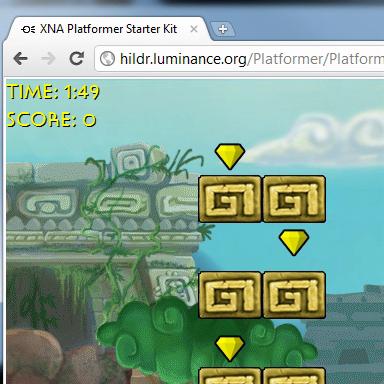 XNA Platformer Starter Kit
hildr.luminance.org/Platformer/Platform
TIME: 1:49
SCORE: 0